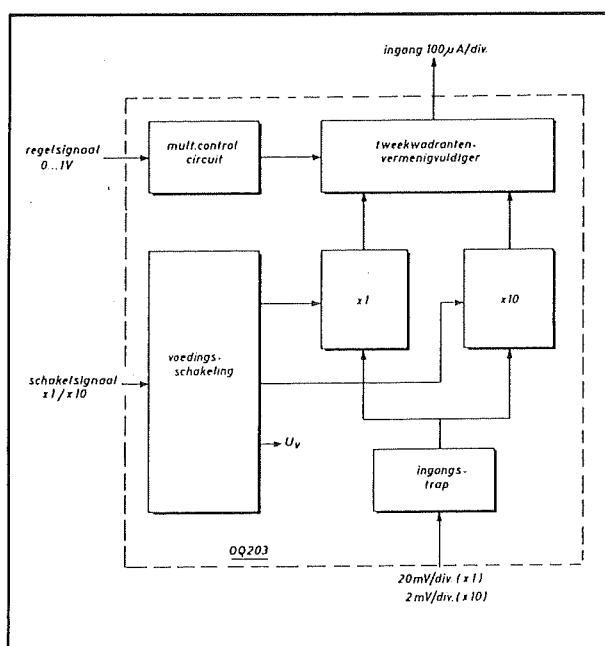 ingang 100µA/div.
regelsignaal
0...1V
mult.control
circuit
tweekwadranten-
vermenigvuldiger
x1
x10
voedings-
schakeling
schakelsignaal
x1/x10
Uv
ingangs-
trap
OQ203
20mV/div. (x1)
2mV/div. (x10)